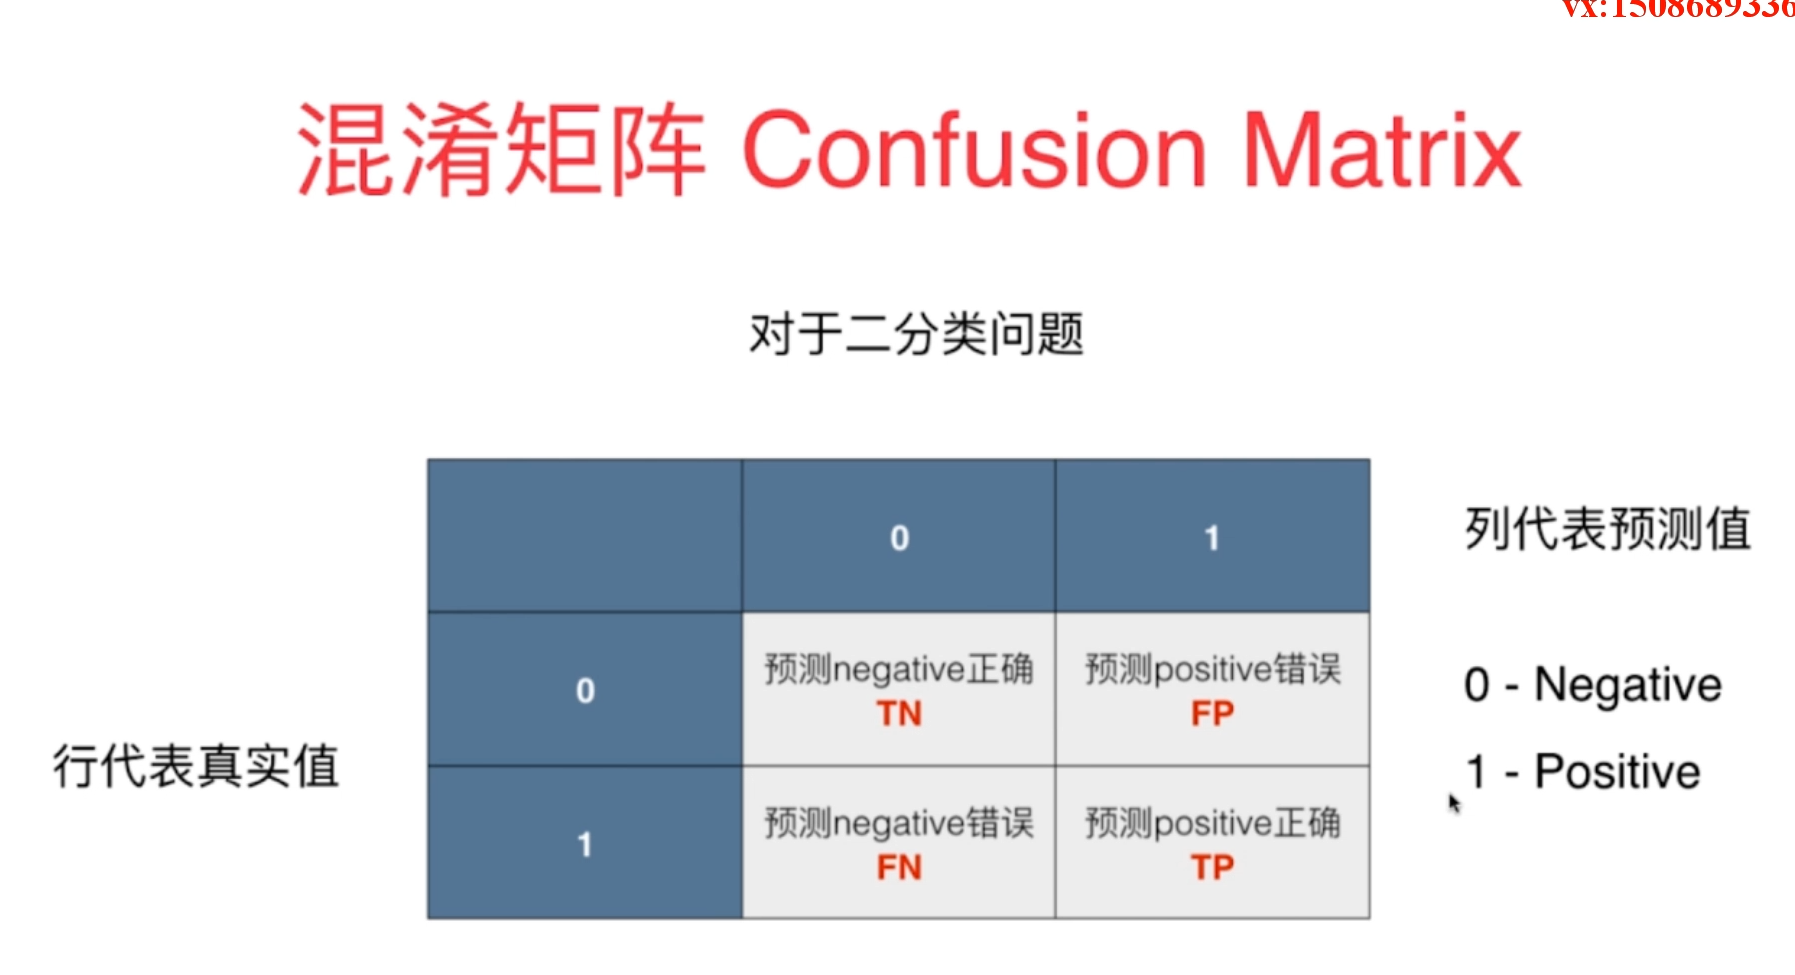 vx:1508689336
混淆矩阵 Confusion Matrix
对于二分类问题
0 1
列代表预测值
0
预测negative正确
TN
预测positive错误
FP
0 - Negative
行代表真实值
1 - Positive
1
预测negative错误
FN
预测positive正确
TP